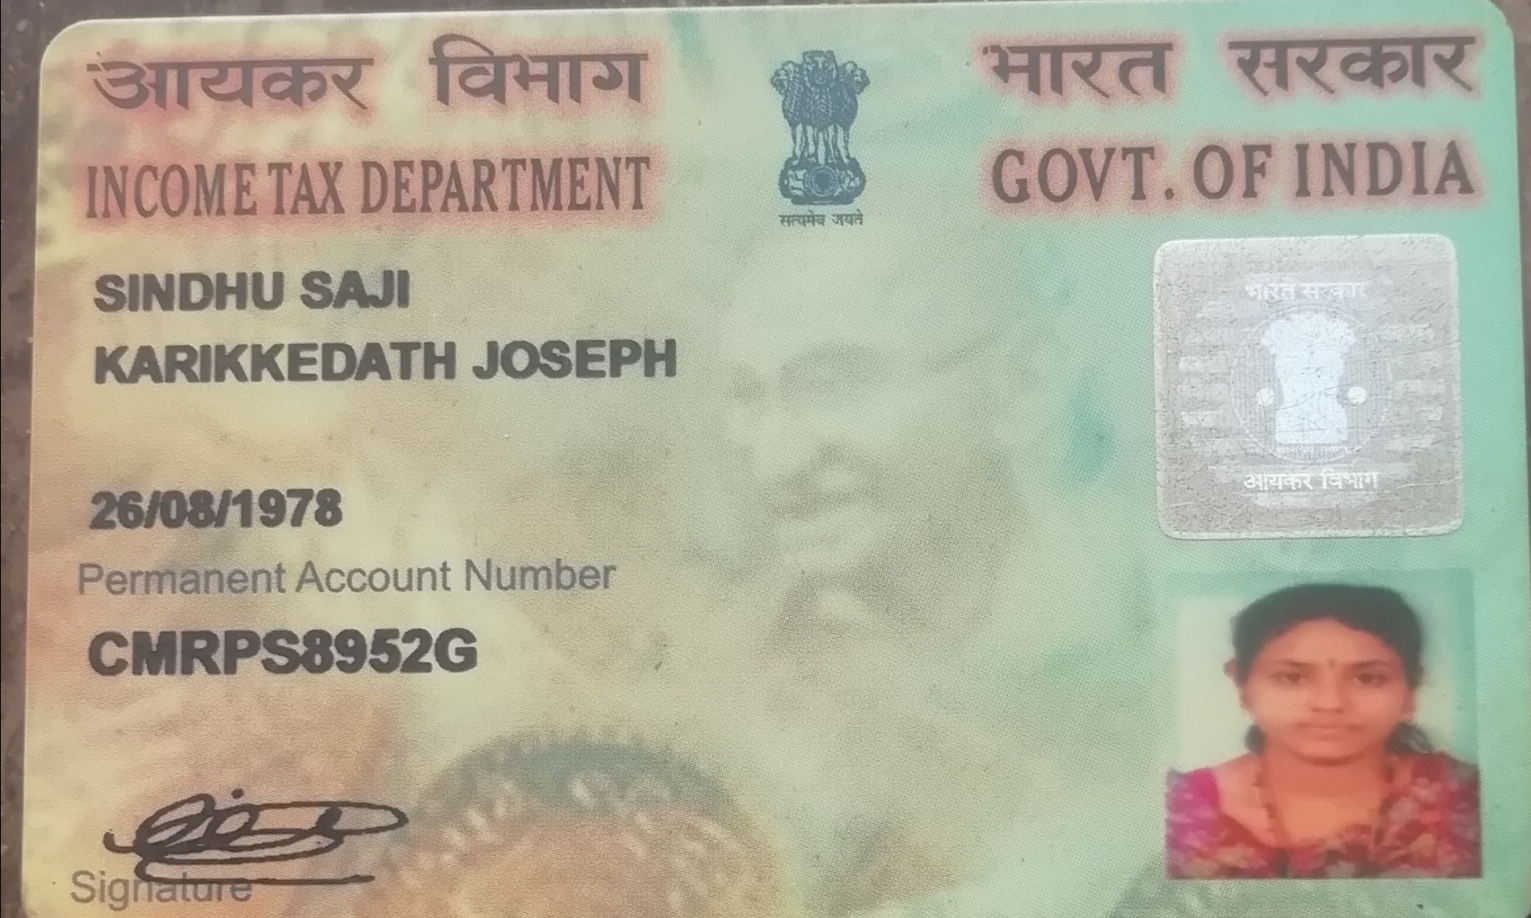 आयकर विभाग
भारत सरकार
INCOME TAX DEPARTMENT
GOVT. OF INDIA
सत्यमेव जयते
SINDHU SAJI
KARIKKEDATH JOSEPH
भारत सरकार
आयकर विभाग
26/08/1978
Permanent Account Number
CMRPS8952G
Signature